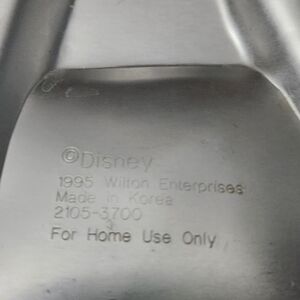 ©Disney
1995 Wilton Enterprises
Made in Korea
2105-3700
For Home Use Only